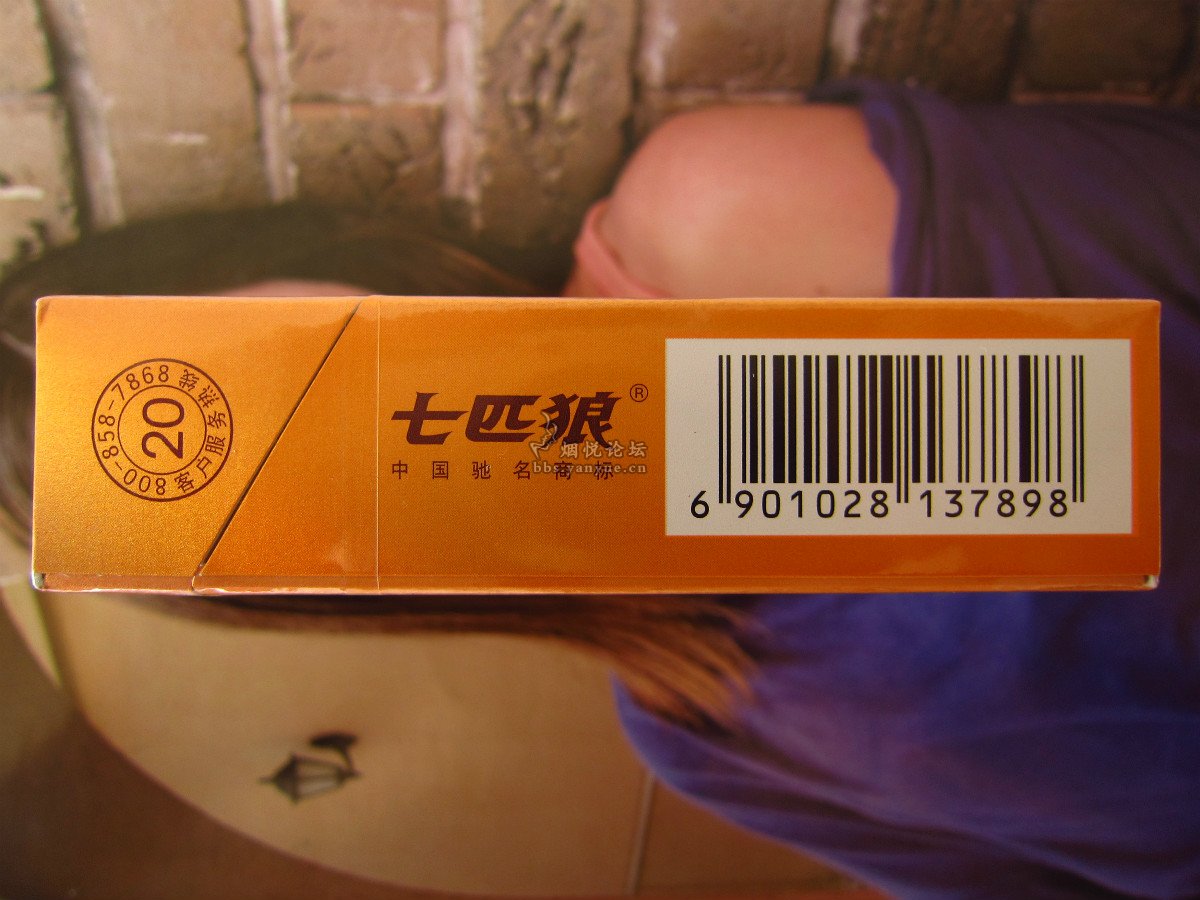 800-858-7868 客户服务热线
20
七匹狼®
中国驰名商标
烟悦论坛
bbs.yanyue.cn
6 901028 137898